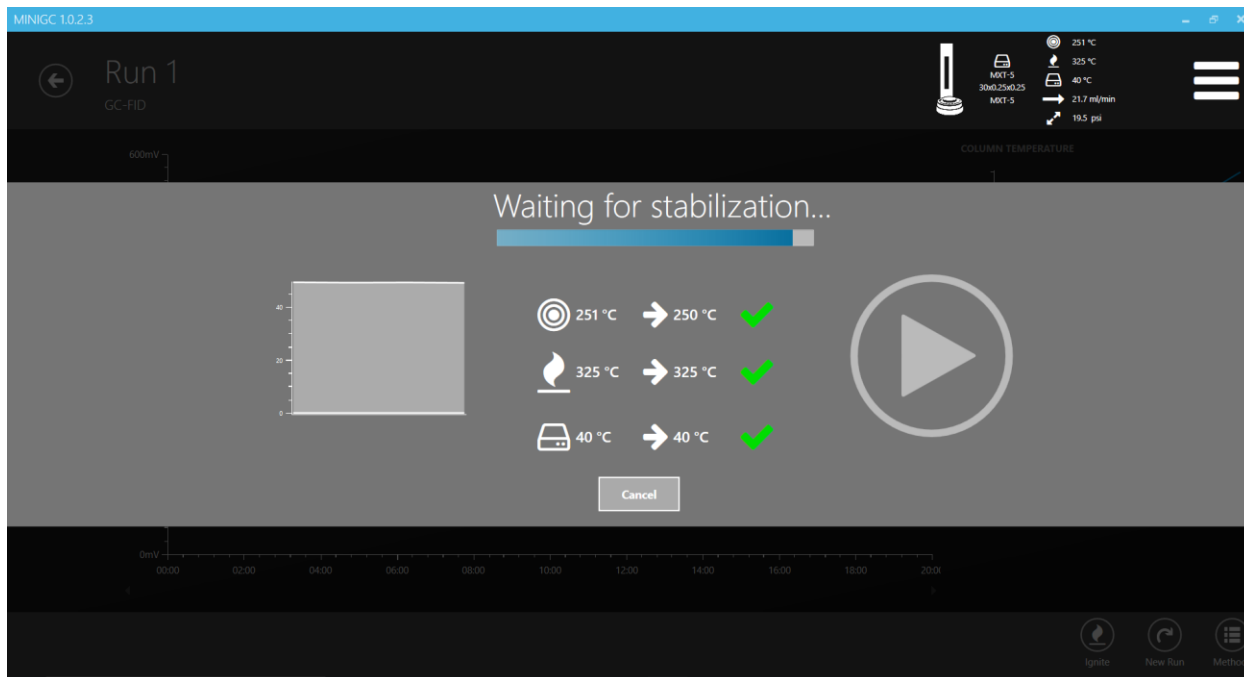 MINIGC 1.0.2.3
Run 1
GC-FID
MXT-5
30x0.25x0.25
MXT-5
251 °C
325 °C
40 °C
21.7 ml/min
19.5 psi
600mV
COLUMN TEMPERATURE
Waiting for stabilization...
40
20
0
251 °C 250 °C
325 °C 325 °C
40 °C 40 °C
Cancel
0mV
00:00 02:00 04:00 06:00 08:00 10:00 12:00 14:00 16:00 18:00 20:00
Ignite New Run Method